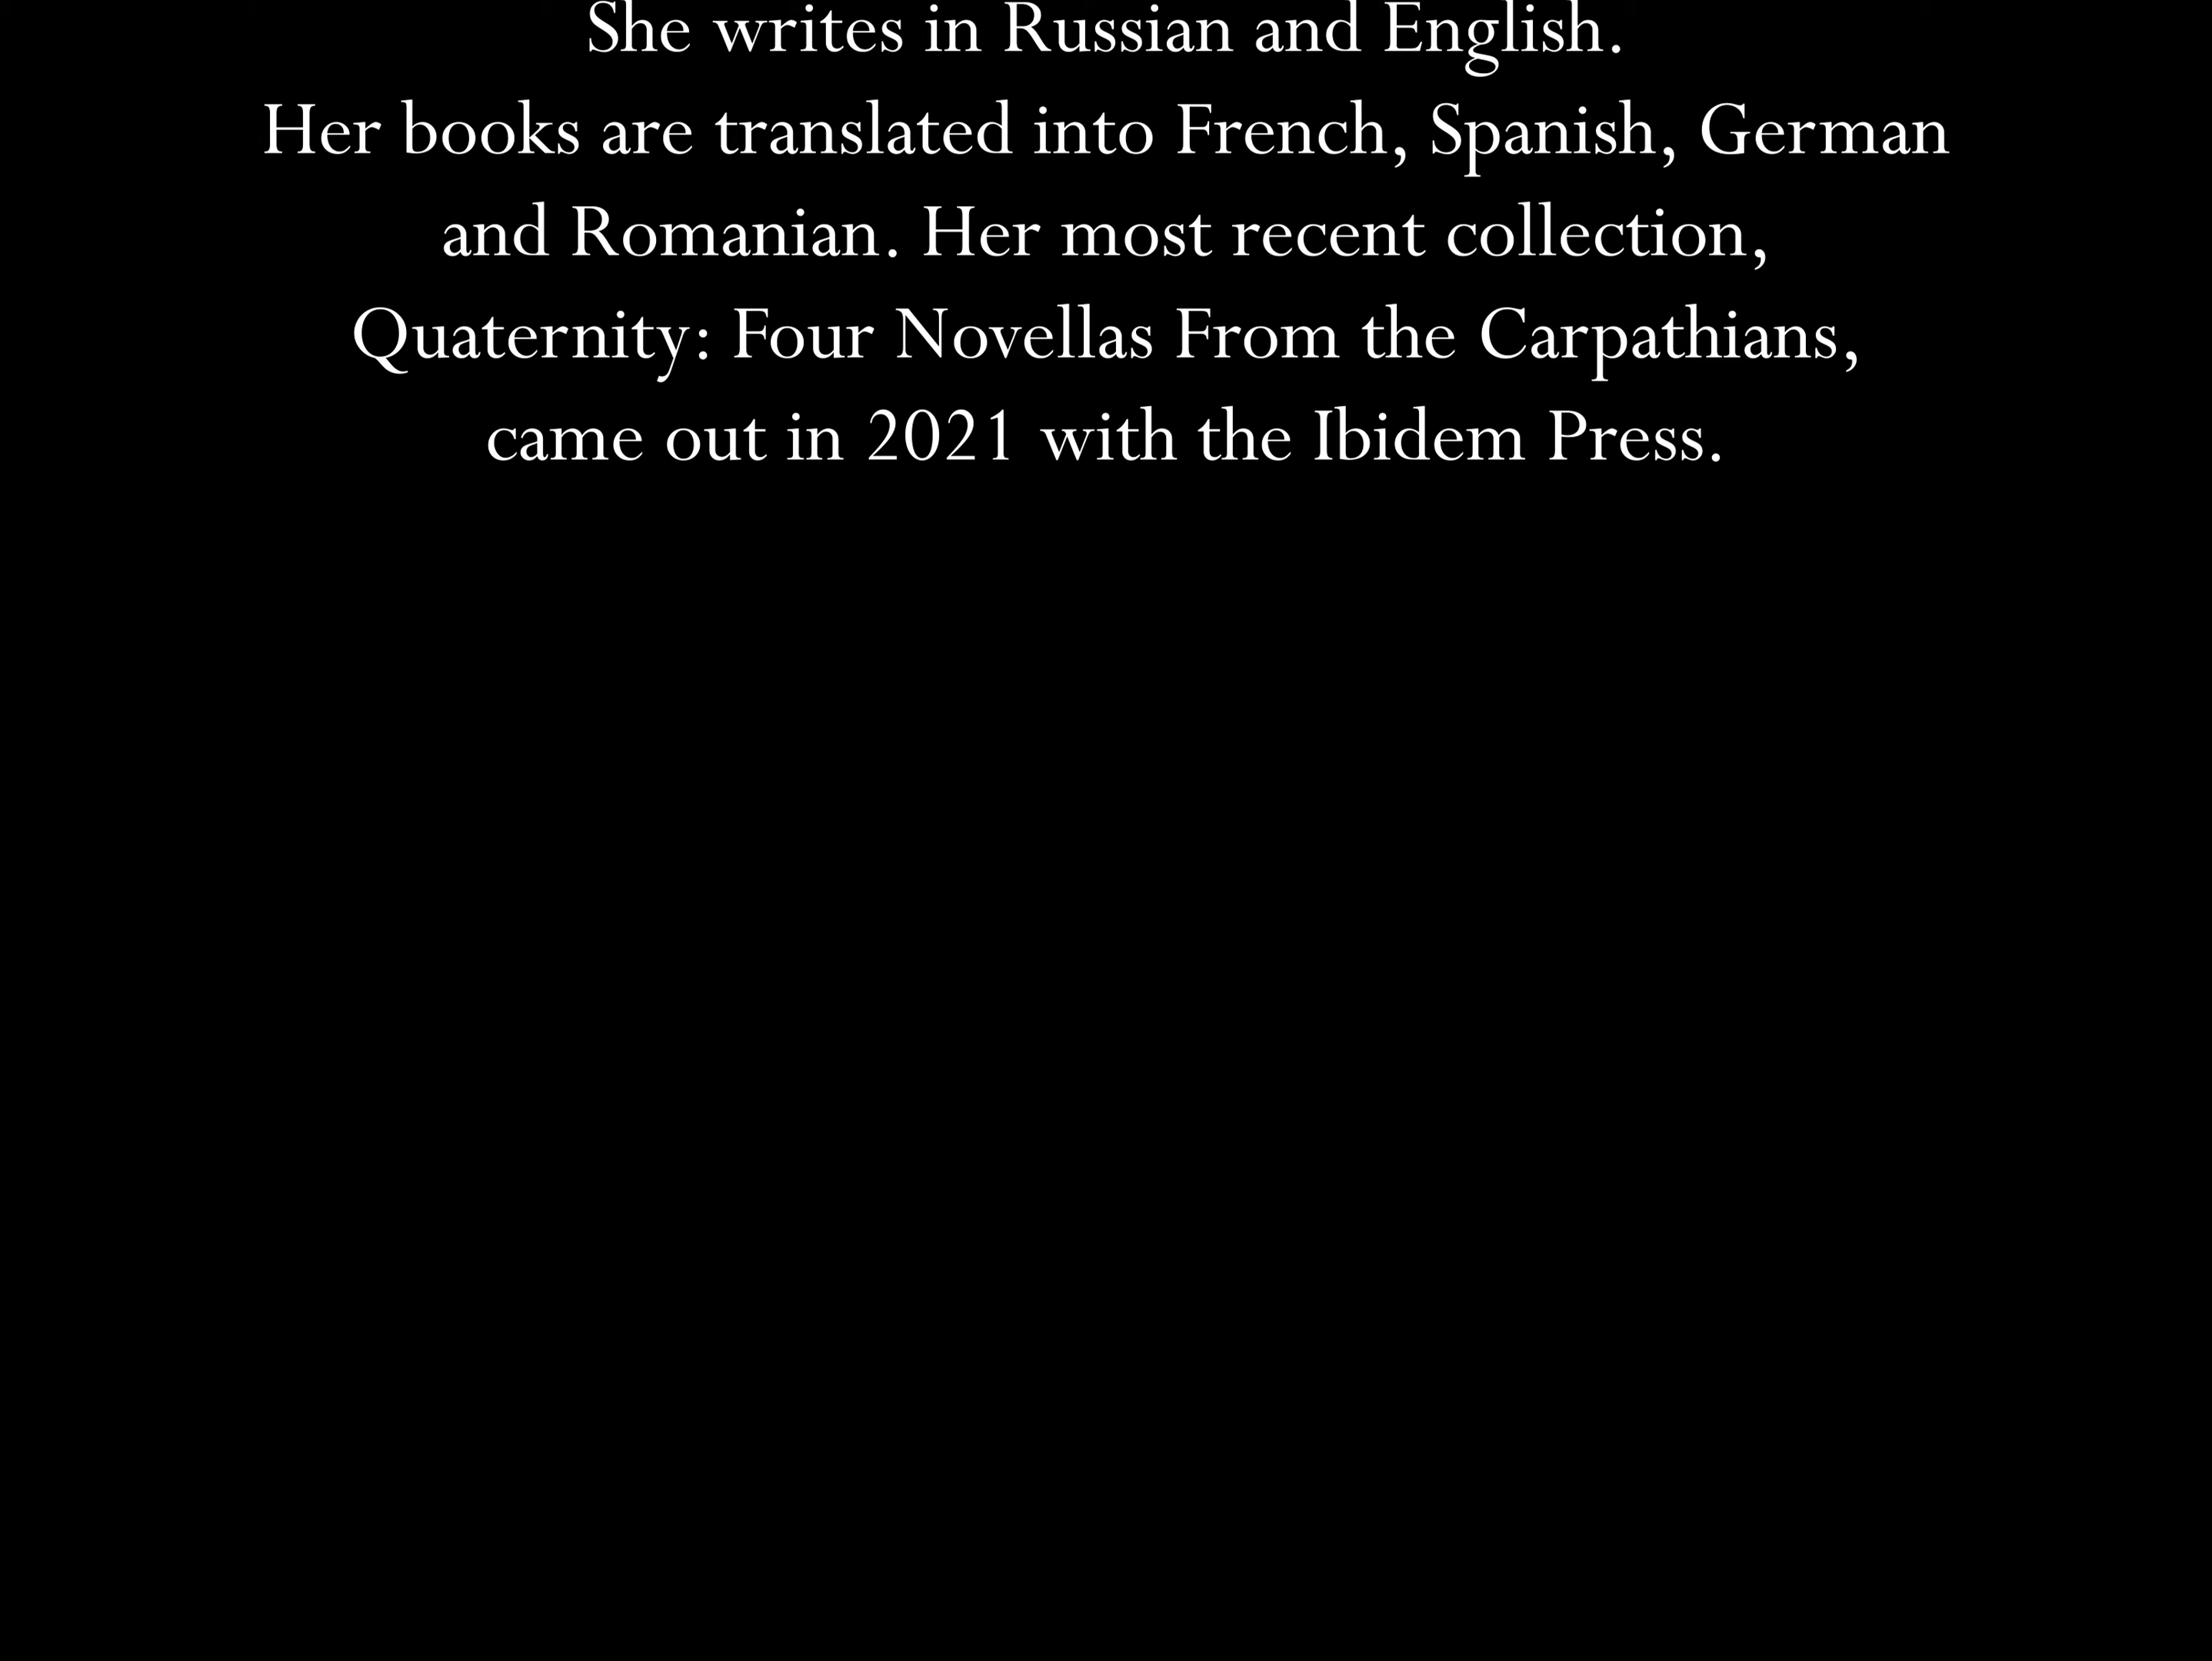 She writes in Russian and English.
Her books are translated into French, Spanish, German
and Romanian. Her most recent collection,
Quaternity: Four Novellas From the Carpathians,
came out in 2021 with the Ibidem Press.